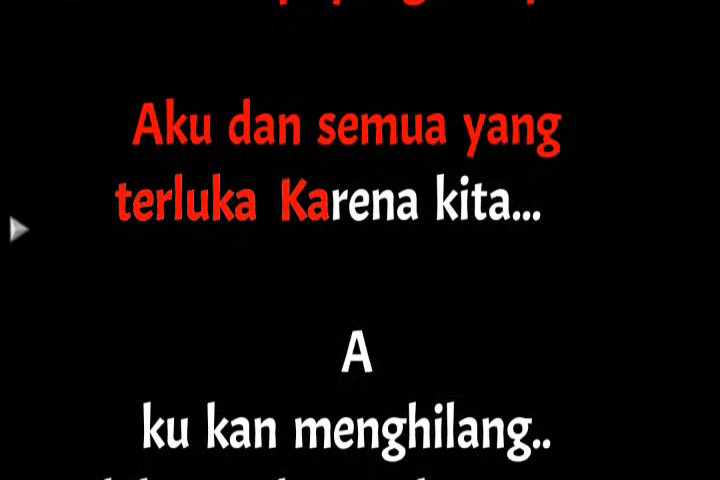 Aku dan semua yang
terluka Karena kita...
A
ku kan menghilang..